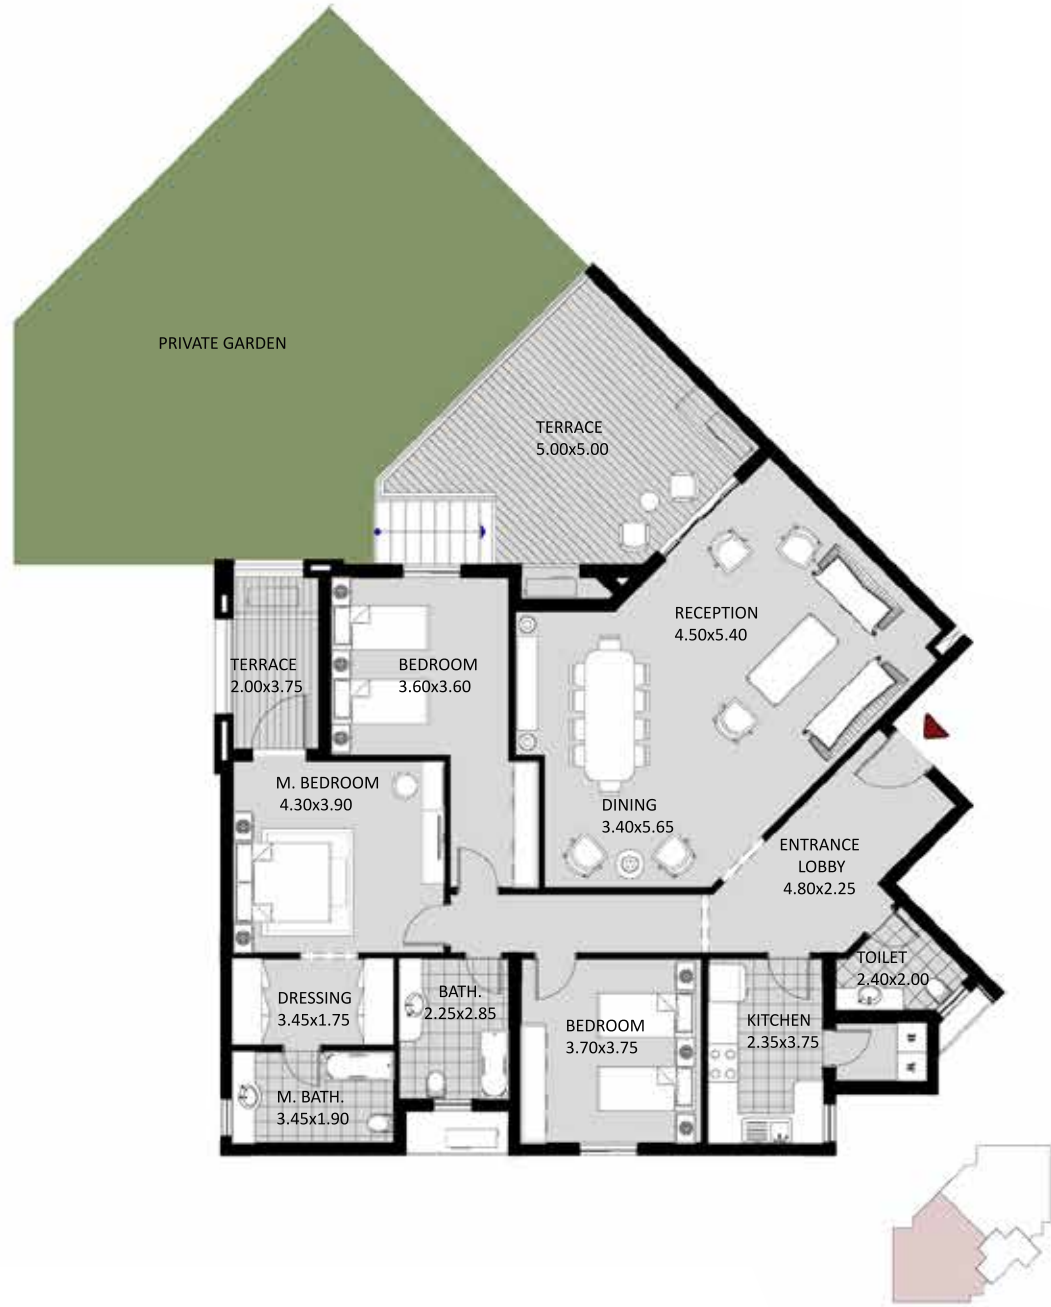 PRIVATE GARDEN
TERRACE
5.00x5.00
RECEPTION
4.50x5.40
TERRACE
2.00x3.75
BEDROOM
3.60x3.60
M. BEDROOM
4.30x3.90
DINING
3.40x5.65
ENTRANCE
LOBBY
4.80x2.25
TOILET
2.40x2.00
DRESSING
3.45x1.75
BATH.
2.25x2.85
BEDROOM
3.70x3.75
KITCHEN
2.35x3.75
M. BATH.
3.45x1.90